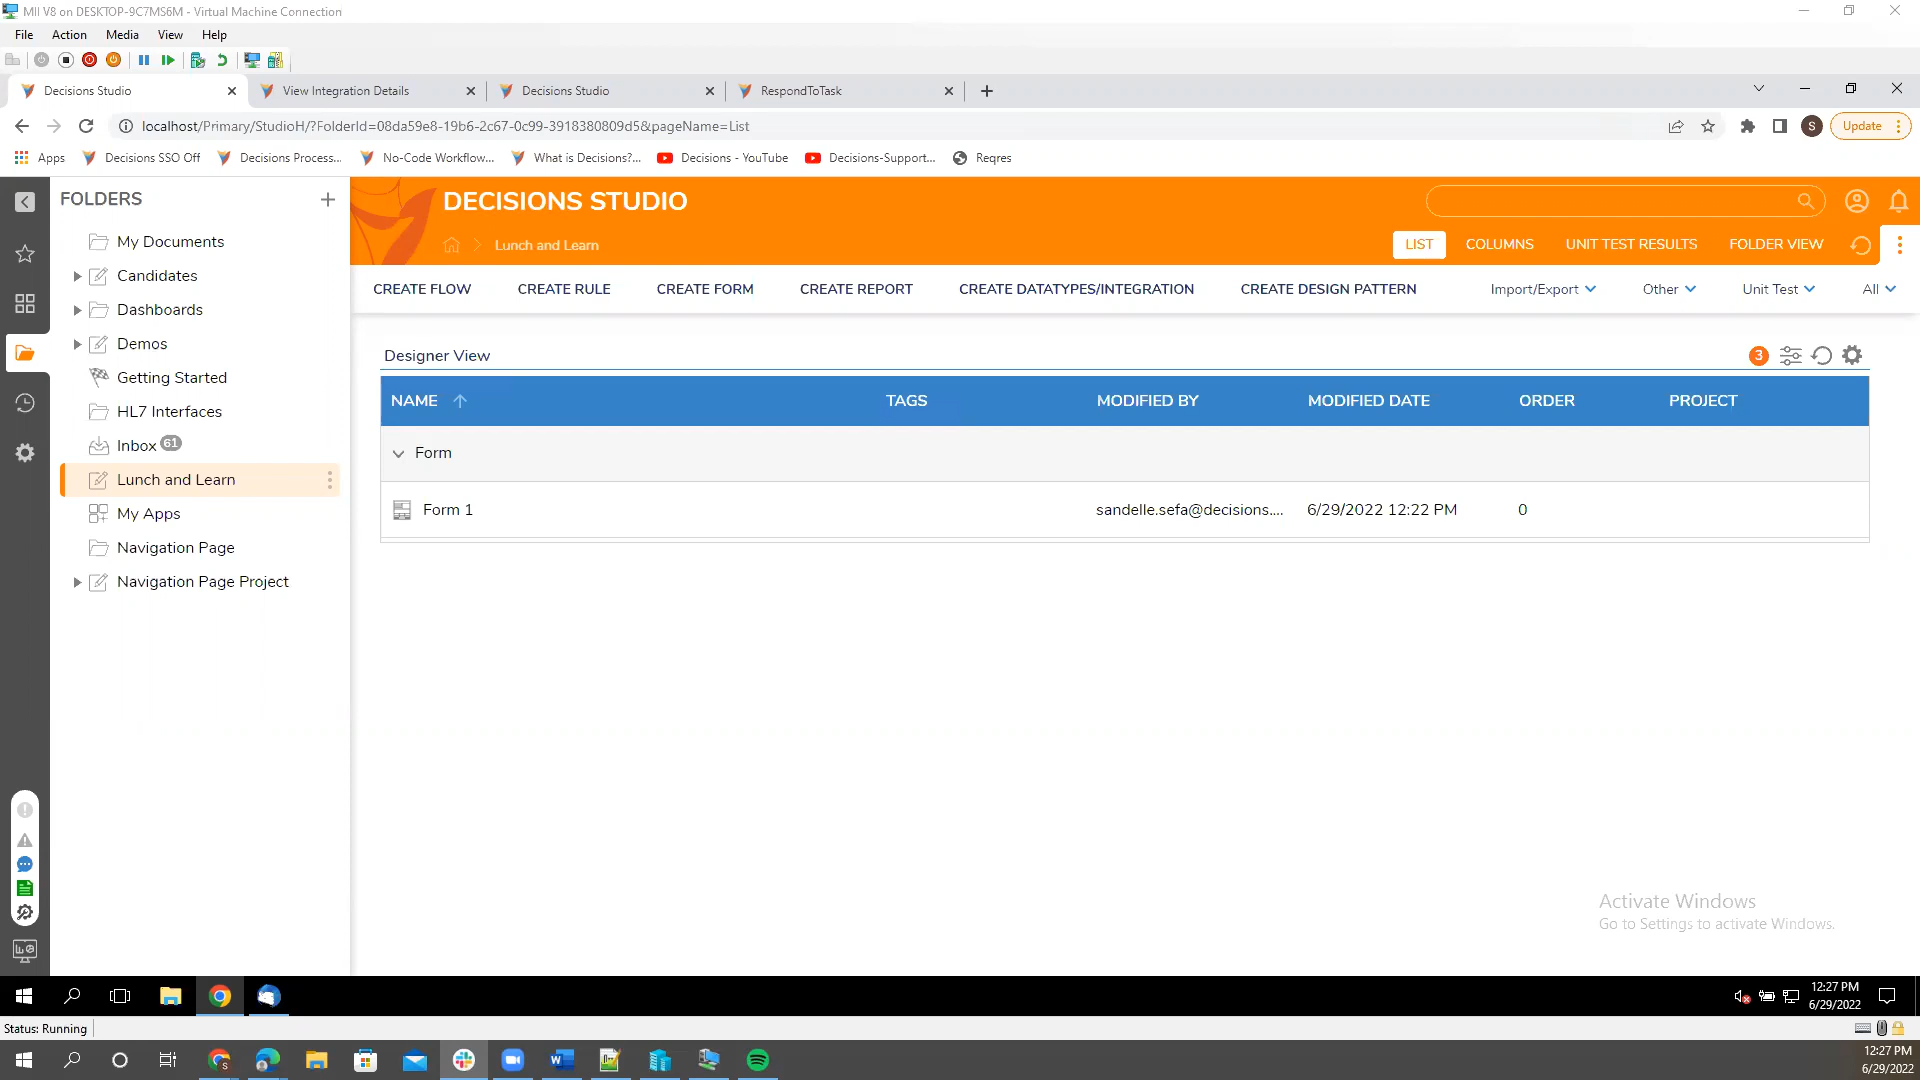 MII V8 on DESKTOP-9C7MS6M - Virtual Machine Connection
File Action Media View Help
Decisions Studio View Integration Details Decisions Studio RespondToTask
localhost/Primary/StudioH/?FolderId=08da59e8-19b6-2c67-0c99-3918380809d5&pageName=List
S Update
Apps Decisions SSO Off Decisions Process... No-Code Workflow... What is Decisions?... Decisions - YouTube Decisions-Support... Reqres
FOLDERS
DECISIONS STUDIO
Lunch and Learn
LIST COLUMNS UNIT TEST RESULTS FOLDER VIEW
CREATE FLOW CREATE RULE CREATE FORM CREATE REPORT CREATE DATATYPES/INTEGRATION CREATE DESIGN PATTERN Import/Export Other Unit Test All
My Documents
Candidates
Dashboards
Demos
Getting Started
HL7 Interfaces
Inbox 61
Lunch and Learn
My Apps
Navigation Page
Navigation Page Project
Designer View
3
NAME TAGS MODIFIED BY MODIFIED DATE ORDER PROJECT
Form
Form 1 sandelle.sefa@decisions.... 6/29/2022 12:22 PM 0
Activate Windows
Go to Settings to activate Windows.
12:27 PM
6/29/2022
Status: Running
12:27 PM
6/29/2022